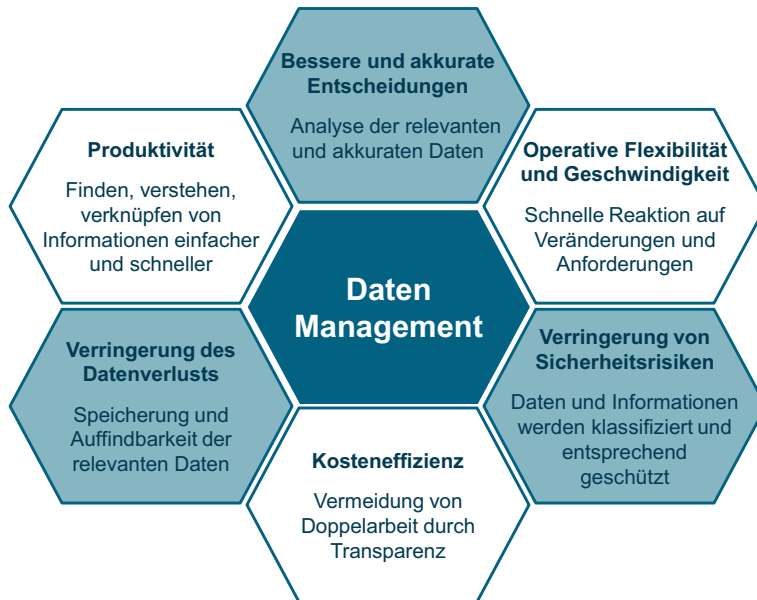 Bessere und akkurate
Entscheidungen
Analyse der relevanten
und akkuraten Daten
Produktivität
Finden, verstehen,
verknüpfen von
Informationen einfacher
und schneller
Operative Flexibilität
und Geschwindigkeit
Schnelle Reaktion auf
Veränderungen und
Anforderungen
Daten
Management
Verringerung des
Datenverlusts
Speicherung und
Auffindbarkeit der
relevanten Daten
Verringerung von
Sicherheitsrisiken
Daten und Informationen
werden klassifiziert und
entsprechend
geschützt
Kosteneffizienz
Vermeidung von
Doppelarbeit durch
Transparenz